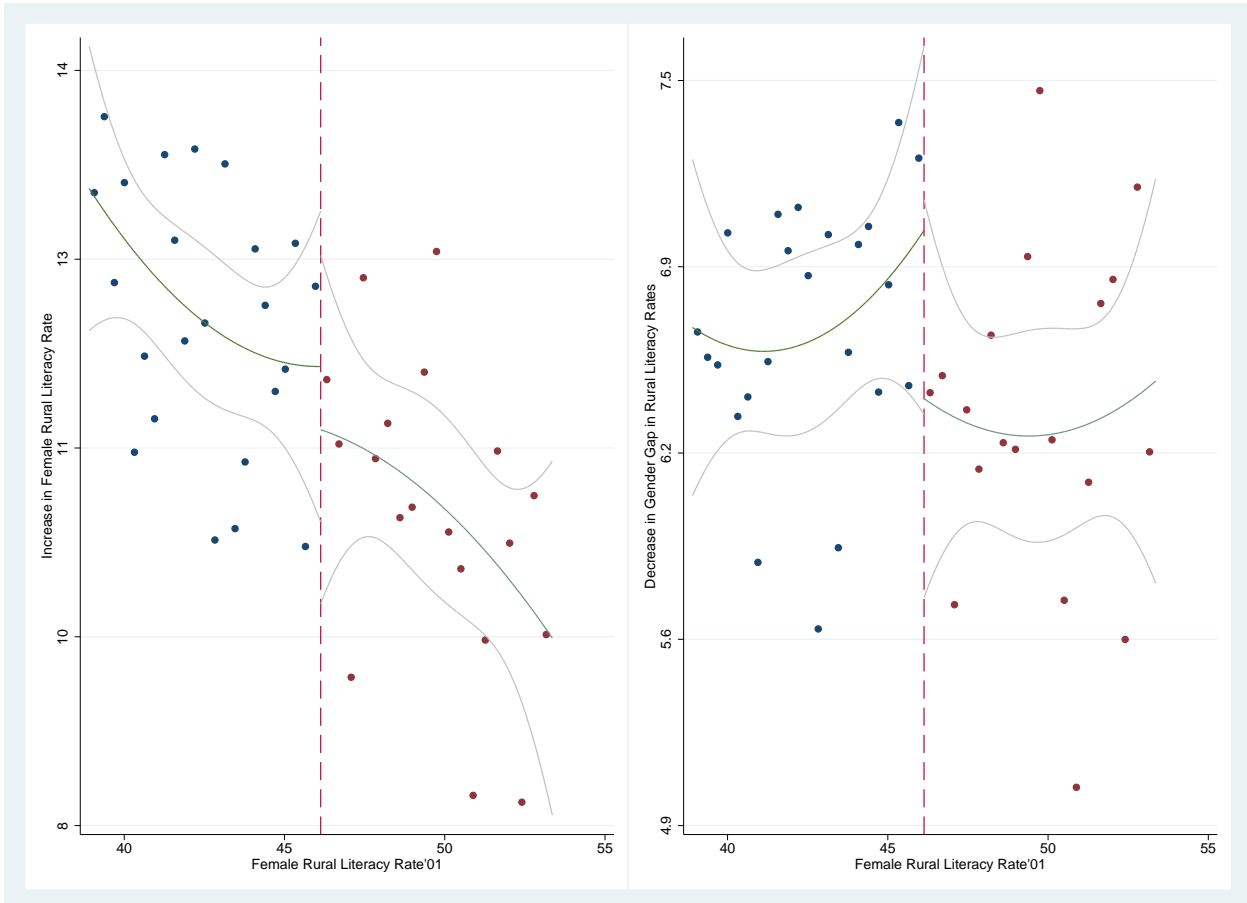 Increase in Female Rural Literacy Rate
14
13
11
10
8
40 45 50 55
Female Rural Literacy Rate'01
Decrease in Gender Gap in Rural Literacy Rates
7.5
6.9
6.2
5.6
4.9
40 45 50 55
Female Rural Literacy Rate'01